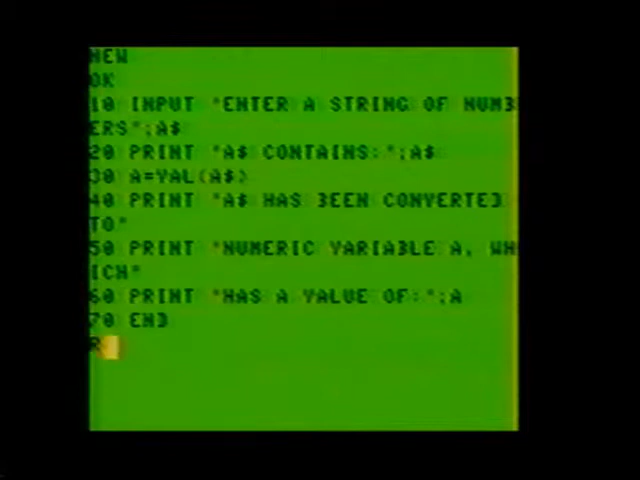 NEW
OK
10 INPUT "ENTER A STRING OF NUMB
ERS";A$
20 PRINT "A$ CONTAINS:";A$
30 A=VAL(A$)
40 PRINT "A$ HAS BEEN CONVERTED
TO"
50 PRINT "NUMERIC VARIABLE A, WH
ICH"
60 PRINT "HAS A VALUE OF:";A
70 END
R